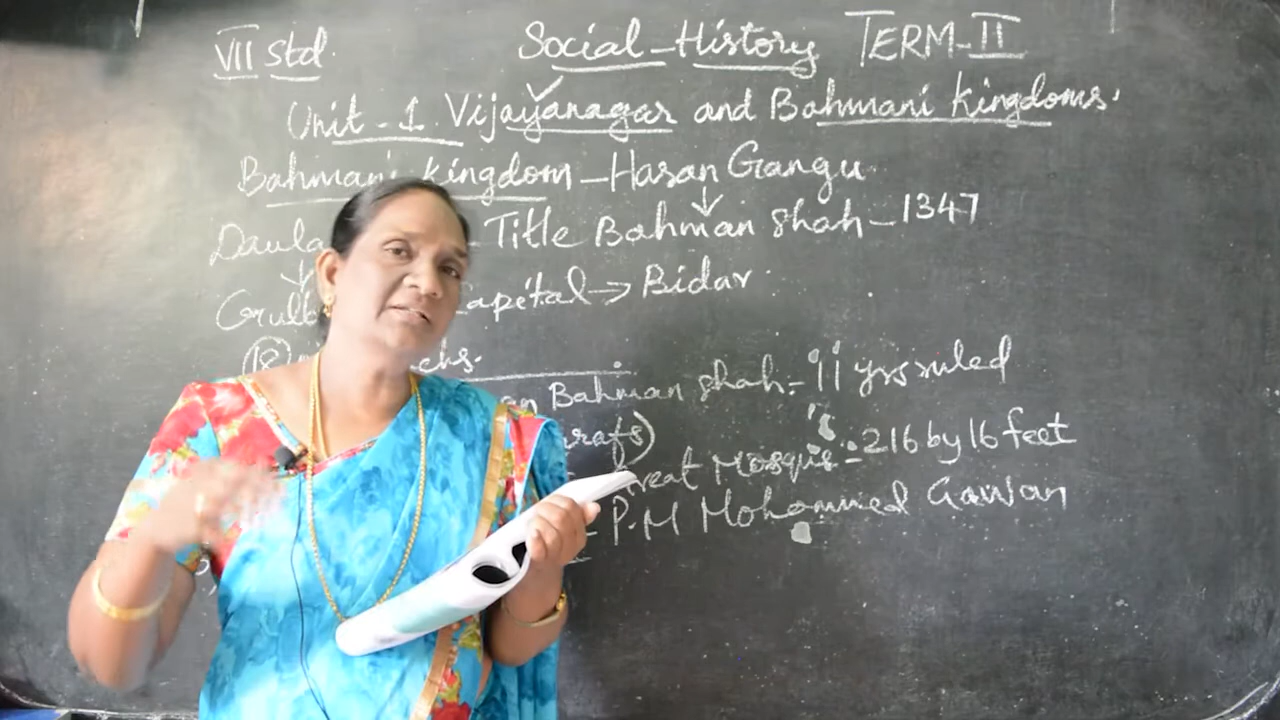 VII std. Social - History TERM - II
Unit - 1 Vijayanagar and Bahmani kingdoms.
Bahmani kingdom - Hasan Gangu
Title Bahman shah - 1347
→ Bidar
Bahman shah - 11 yrs ruled
Great Mosque : 216 by 16 feet
- P.M Mohammed Gawan